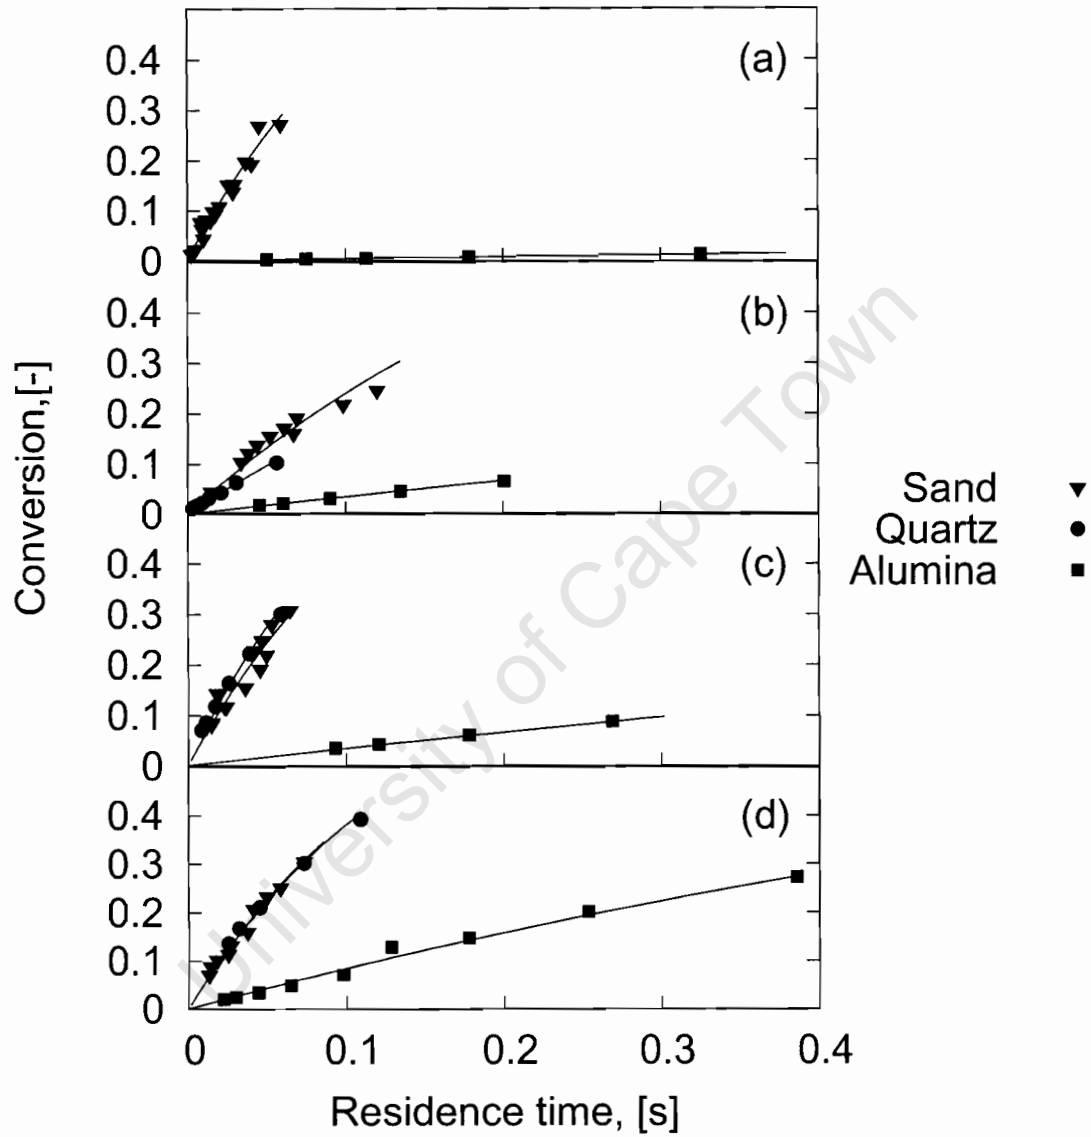 (a)
0.4
0.3
0.2
0.1
0
(b)
0.4
0.3
0.2
0.1
0
(c)
0.4
0.3
0.2
0.1
0
(d)
0.4
0.3
0.2
0.1
0
0 0.1 0.2 0.3 0.4
Conversion,[-]
Residence time, [s]
Sand
Quartz
Alumina
University of Cape Town